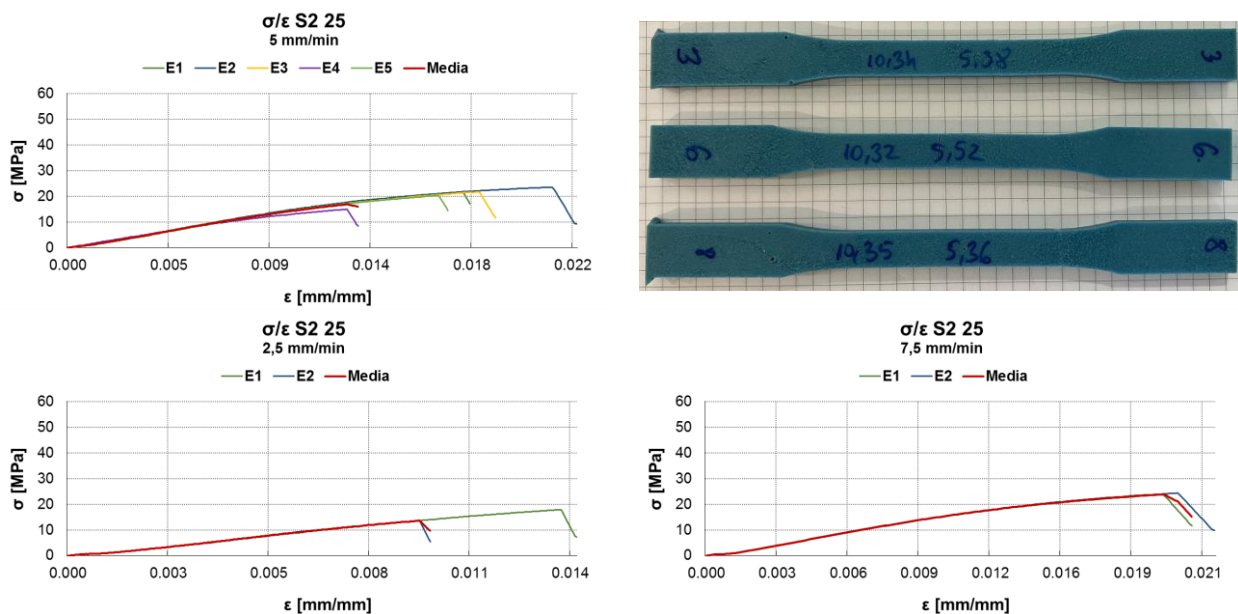 σ/ε S2 25
5 mm/min
E1 E2 E3 E4 E5 Media
60
50
40
30
20
10
0
σ [MPa]
0.000 0.005 0.009 0.014 0.018 0.022
ε [mm/mm]
3 10,34 5,38 3
6 10,32 5,52 6
8 10,35 5,36 8
σ/ε S2 25
2,5 mm/min
E1 E2 Media
60
50
40
30
20
10
0
σ [MPa]
0.000 0.003 0.005 0.008 0.011 0.014
ε [mm/mm]
σ/ε S2 25
7,5 mm/min
E1 E2 Media
60
50
40
30
20
10
0
σ [MPa]
0.000 0.003 0.006 0.009 0.012 0.016 0.019 0.021
ε [mm/mm]